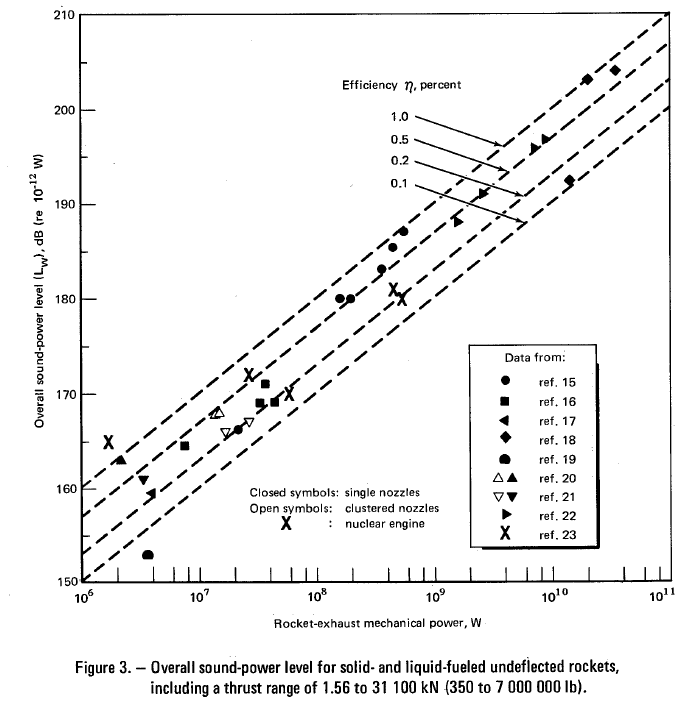 210
200
190
180
170
160
150
Overall sound-power level (L_W), dB (re 10^-12 W)
Efficiency η, percent
1.0
0.5
0.2
0.1
Data from:
ref. 15
ref. 16
ref. 17
ref. 18
ref. 19
ref. 20
ref. 21
ref. 22
X ref. 23
Closed symbols: single nozzles
Open symbols: clustered nozzles
X : nuclear engine
10^6 10^7 10^8 10^9 10^10 10^11
Rocket-exhaust mechanical power, W
Figure 3. — Overall sound-power level for solid- and liquid-fueled undeflected rockets,
including a thrust range of 1.56 to 31 100 kN (350 to 7 000 000 lb).